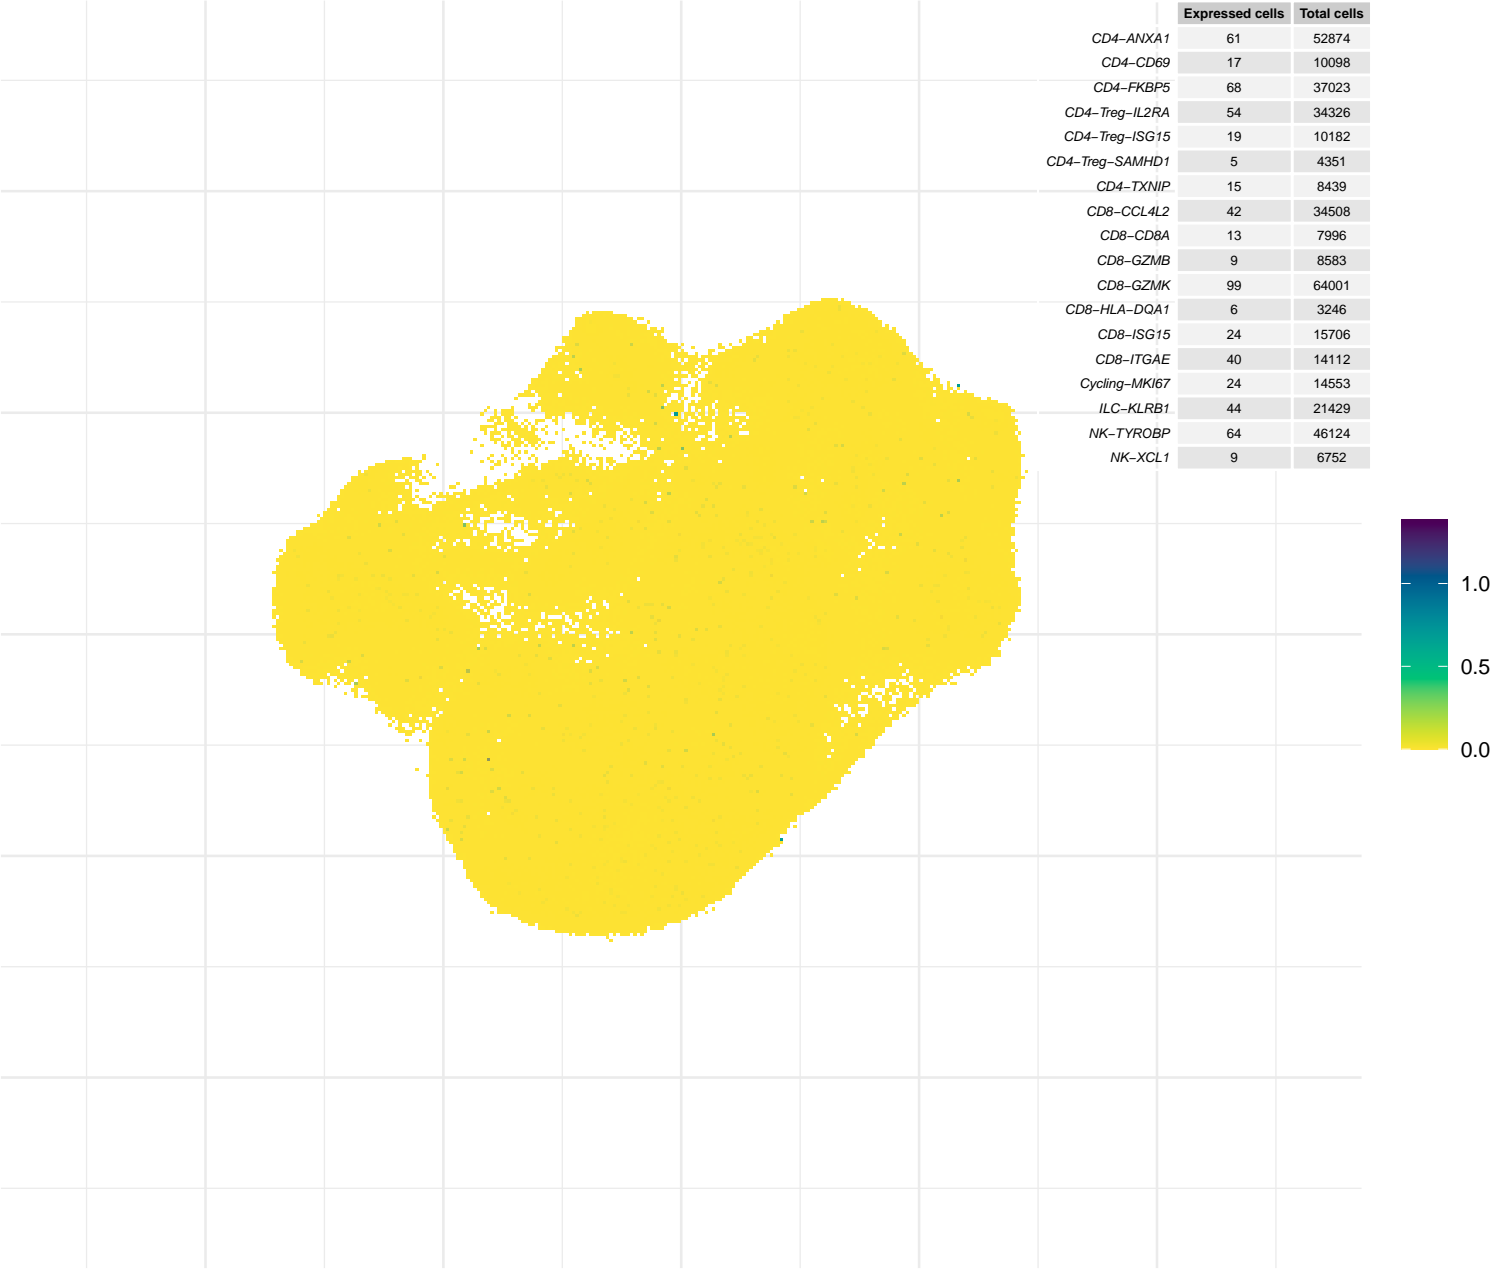 Expressed cells Total cells
CD4−ANXA1 61 52874
CD4−CD69 17 10098
CD4−FKBP5 68 37023
CD4−Treg−IL2RA 54 34326
CD4−Treg−ISG15 19 10182
CD4−Treg−SAMHD1 5 4351
CD4−TXNIP 15 8439
CD8−CCL4L2 42 34508
CD8−CD8A 13 7996
CD8−GZMB 9 8583
CD8−GZMK 99 64001
CD8−HLA−DQA1 6 3246
CD8−ISG15 24 15706
CD8−ITGAE 40 14112
Cycling−MKI67 24 14553
ILC−KLRB1 44 21429
NK−TYROBP 64 46124
NK−XCL1 9 6752
1.0
0.5
0.0